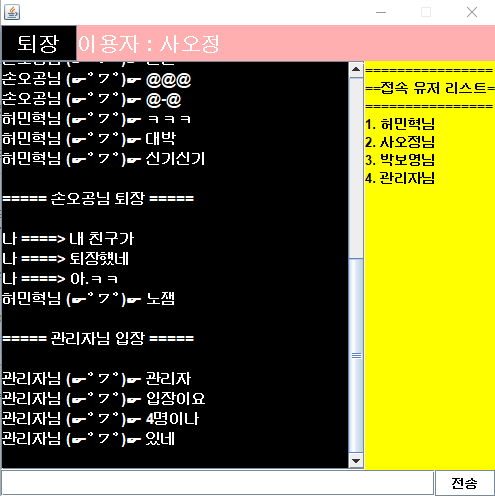 퇴장 이용자 : 사오정
손오공님 (☛˚ヮ˚)☛ @@@
손오공님 (☛˚ヮ˚)☛ @-@
허민혁님 (☛˚ヮ˚)☛ ㅋㅋㅋ
허민혁님 (☛˚ヮ˚)☛ 대박
허민혁님 (☛˚ヮ˚)☛ 신기신기
===== 손오공님 퇴장 =====
나 ====> 내 친구가
나 ====> 퇴장했네
나 ====> 아.ㅋㅋ
허민혁님 (☛˚ヮ˚)☛ 노잼
===== 관리자님 입장 =====
관리자님 (☛˚ヮ˚)☛ 관리자
관리자님 (☛˚ヮ˚)☛ 입장이요
관리자님 (☛˚ヮ˚)☛ 4명이나
관리자님 (☛˚ヮ˚)☛ 있네
================
==접속 유저 리스트=
================
1. 허민혁님
2. 사오정님
3. 박보영님
4. 관리자님
전송